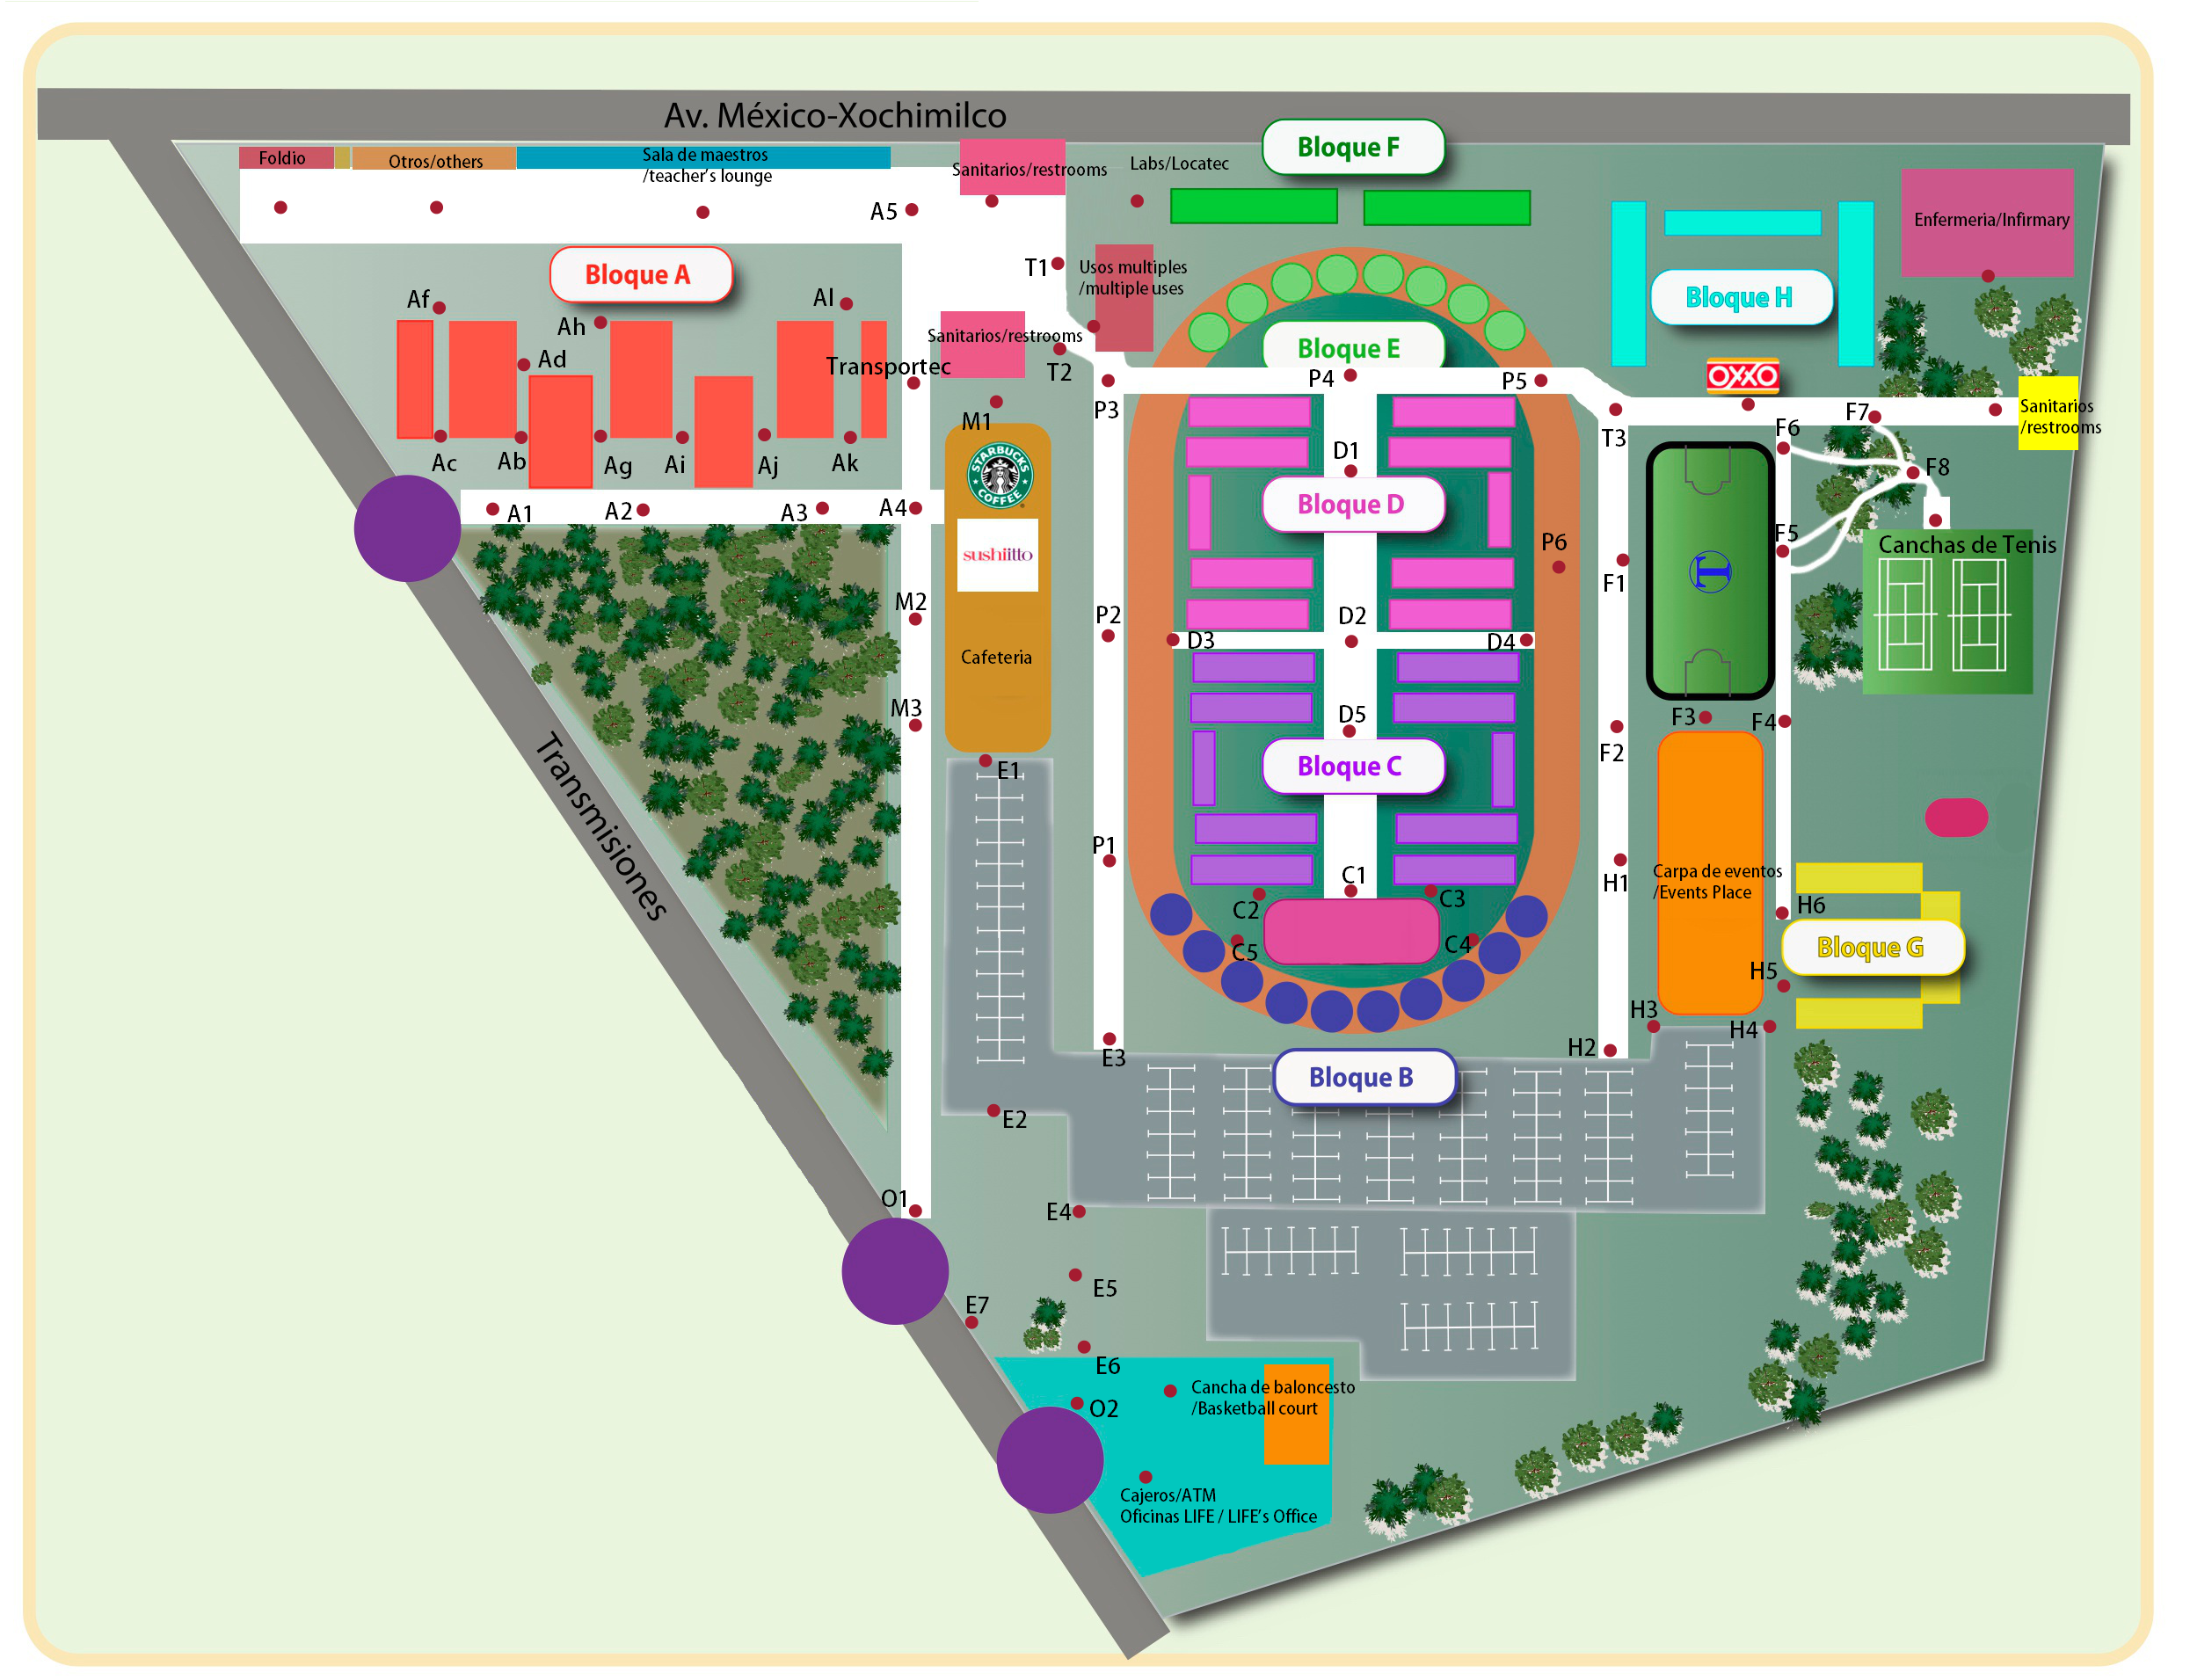 Av. México-Xochimilco
Bloque F
Foldio
Otros/others
Sala de maestros
/teacher's lounge
Sanitarios/restrooms
Labs/Locatec
A5
Enfermeria/Infirmary
T1
Usos multiples
/multiple uses
Bloque A
Bloque H
Af
Al
Ah
Sanitarios/restrooms
Bloque E
Ad
Transportec
T2
P4
P5
OXXO
P3
M1
T3
F7
F6
Sanitarios
/restrooms
Ac
Ab
Ag
Ai
Aj
Ak
STARBUCKS
COFFEE
D1
F8
A1
A2
A3
A4
Bloque D
sushiitto
P6
F5
Canchas de Tenis
T
F1
M2
P2
D2
D3
D4
Cafeteria
M3
D5
F3
F4
F2
Transmisiones
E1
Bloque C
P1
C1
H1
Carpa de eventos
/Events Place
C2
C3
H6
C5
C4
Bloque G
H5
H3
H4
E3
H2
Bloque B
E2
O1
E4
E5
E7
E6
Cancha de baloncesto
/Basketball court
O2
Cajeros/ATM
Oficinas LIFE / LIFE's Office